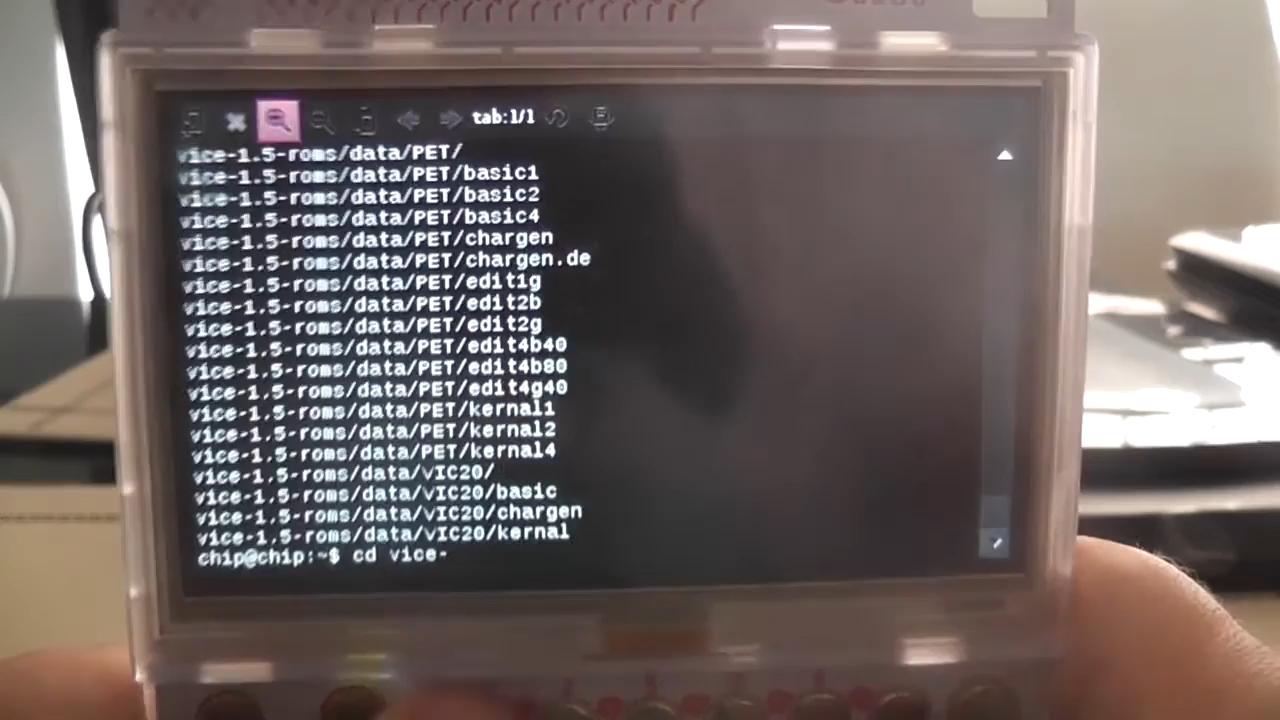 tab:1/1
vice-1.5-roms/data/PET/
vice-1.5-roms/data/PET/basic1
vice-1.5-roms/data/PET/basic2
vice-1.5-roms/data/PET/basic4
vice-1.5-roms/data/PET/chargen
vice-1.5-roms/data/PET/chargen.de
vice-1.5-roms/data/PET/edit1g
vice-1.5-roms/data/PET/edit2b
vice-1.5-roms/data/PET/edit2g
vice-1.5-roms/data/PET/edit4b40
vice-1.5-roms/data/PET/edit4b80
vice-1.5-roms/data/PET/edit4g40
vice-1.5-roms/data/PET/kernal1
vice-1.5-roms/data/PET/kernal2
vice-1.5-roms/data/PET/kernal4
vice-1.5-roms/data/VIC20/
vice-1.5-roms/data/VIC20/basic
vice-1.5-roms/data/VIC20/chargen
vice-1.5-roms/data/VIC20/kernal
chip@chip:~$ cd vice-